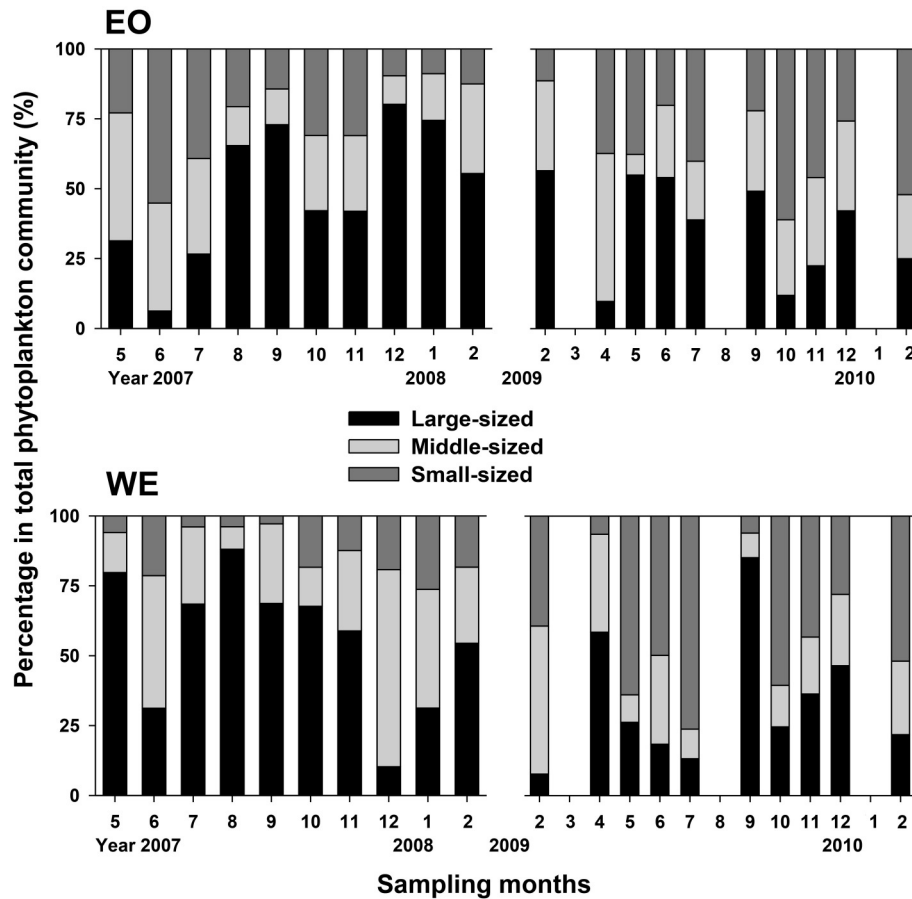 EO
Percentage in total phytoplankton community (%)
100
75
50
25
0
5 6 7 8 9 10 11 12 1 2 2 3 4 5 6 7 8 9 10 11 12 1 2
Year 2007 2008 2009 2010
Large-sized
Middle-sized
Small-sized
WE
100
75
50
25
0
5 6 7 8 9 10 11 12 1 2 2 3 4 5 6 7 8 9 10 11 12 1 2
Year 2007 2008 2009 2010
Sampling months